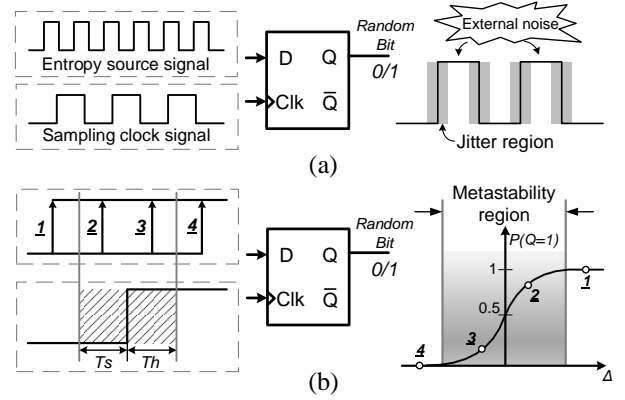 Entropy source signal
Sampling clock signal
D Q
Clk Q̅
Random
Bit
0/1
External noise
Jitter region
(a)
1 2 3 4
Ts Th
D Q
Clk Q̅
Random
Bit
0/1
Metastability
region
P(Q=1)
1
0.5
1
2
3
4
Δ
(b)